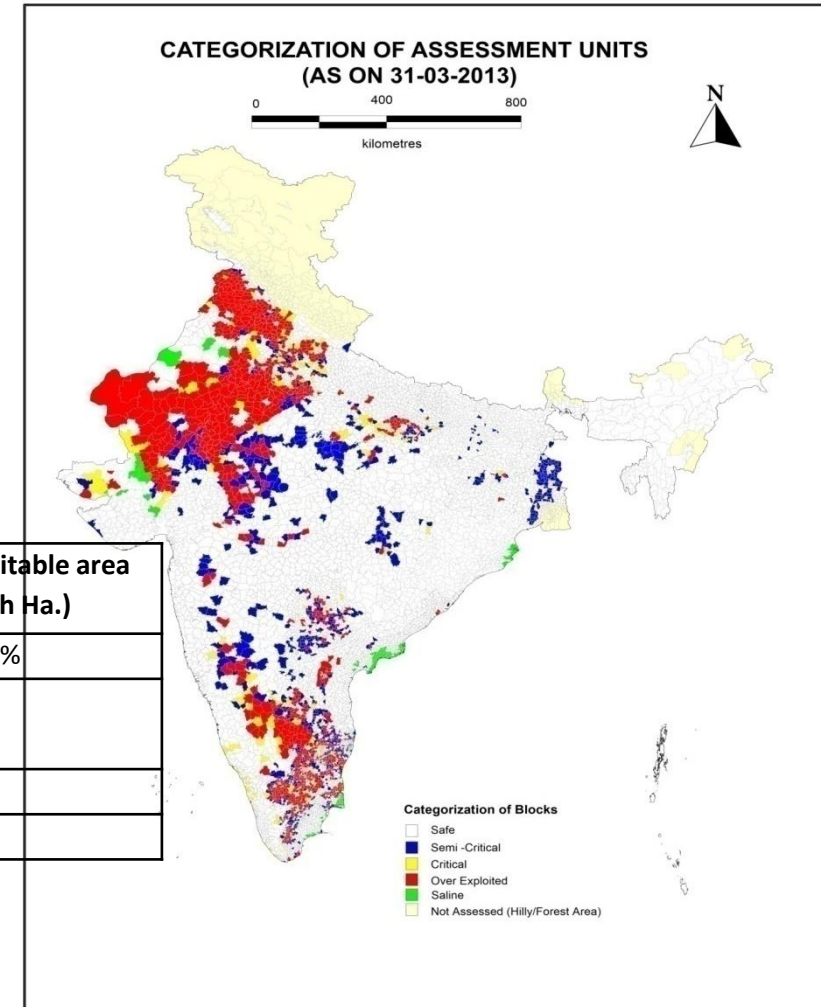 CATEGORIZATION OF ASSESSMENT UNITS
(AS ON 31-03-2013)
0 400 800
kilometres
N
area
Ha.)
%
Categorization of Blocks
Safe
Semi -Critical
Critical
Over Exploited
Saline
Not Assessed (Hilly/Forest Area)